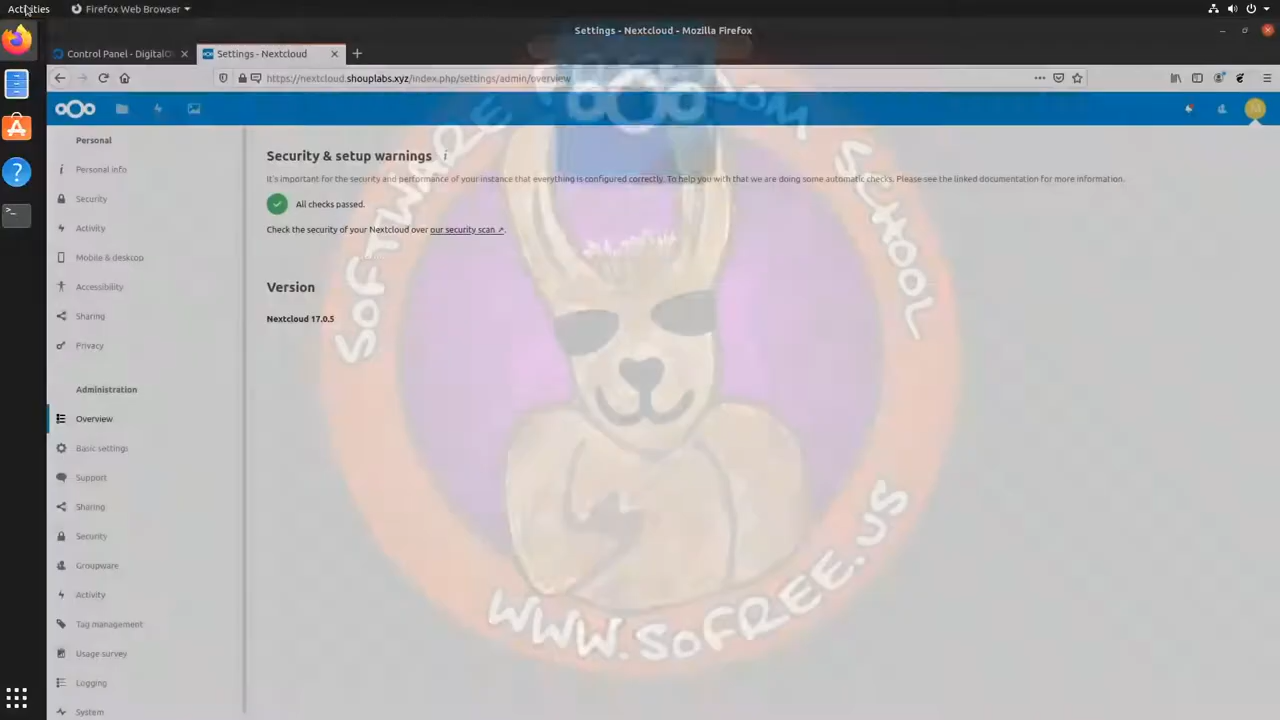 Activities
Firefox Web Browser
Settings - Nextcloud - Mozilla Firefox
Control Panel - DigitalO
Settings - Nextcloud
https://nextcloud.shouplabs.xyz/index.php/settings/admin/overview
Personal
Personal info
Security
Activity
Mobile & desktop
Accessibility
Sharing
Privacy
Administration
Overview
Basic settings
Support
Sharing
Security
Groupware
Activity
Tag management
Usage survey
Logging
System
Security & setup warnings
It's important for the security and performance of your instance that everything is configured correctly. To help you with that we are doing some automatic checks. Please see the linked documentation for more information.
All checks passed.
Check the security of your Nextcloud over our security scan ↗.
Version
Nextcloud 17.0.5
SCHOOL
WWW.SOFREE.US